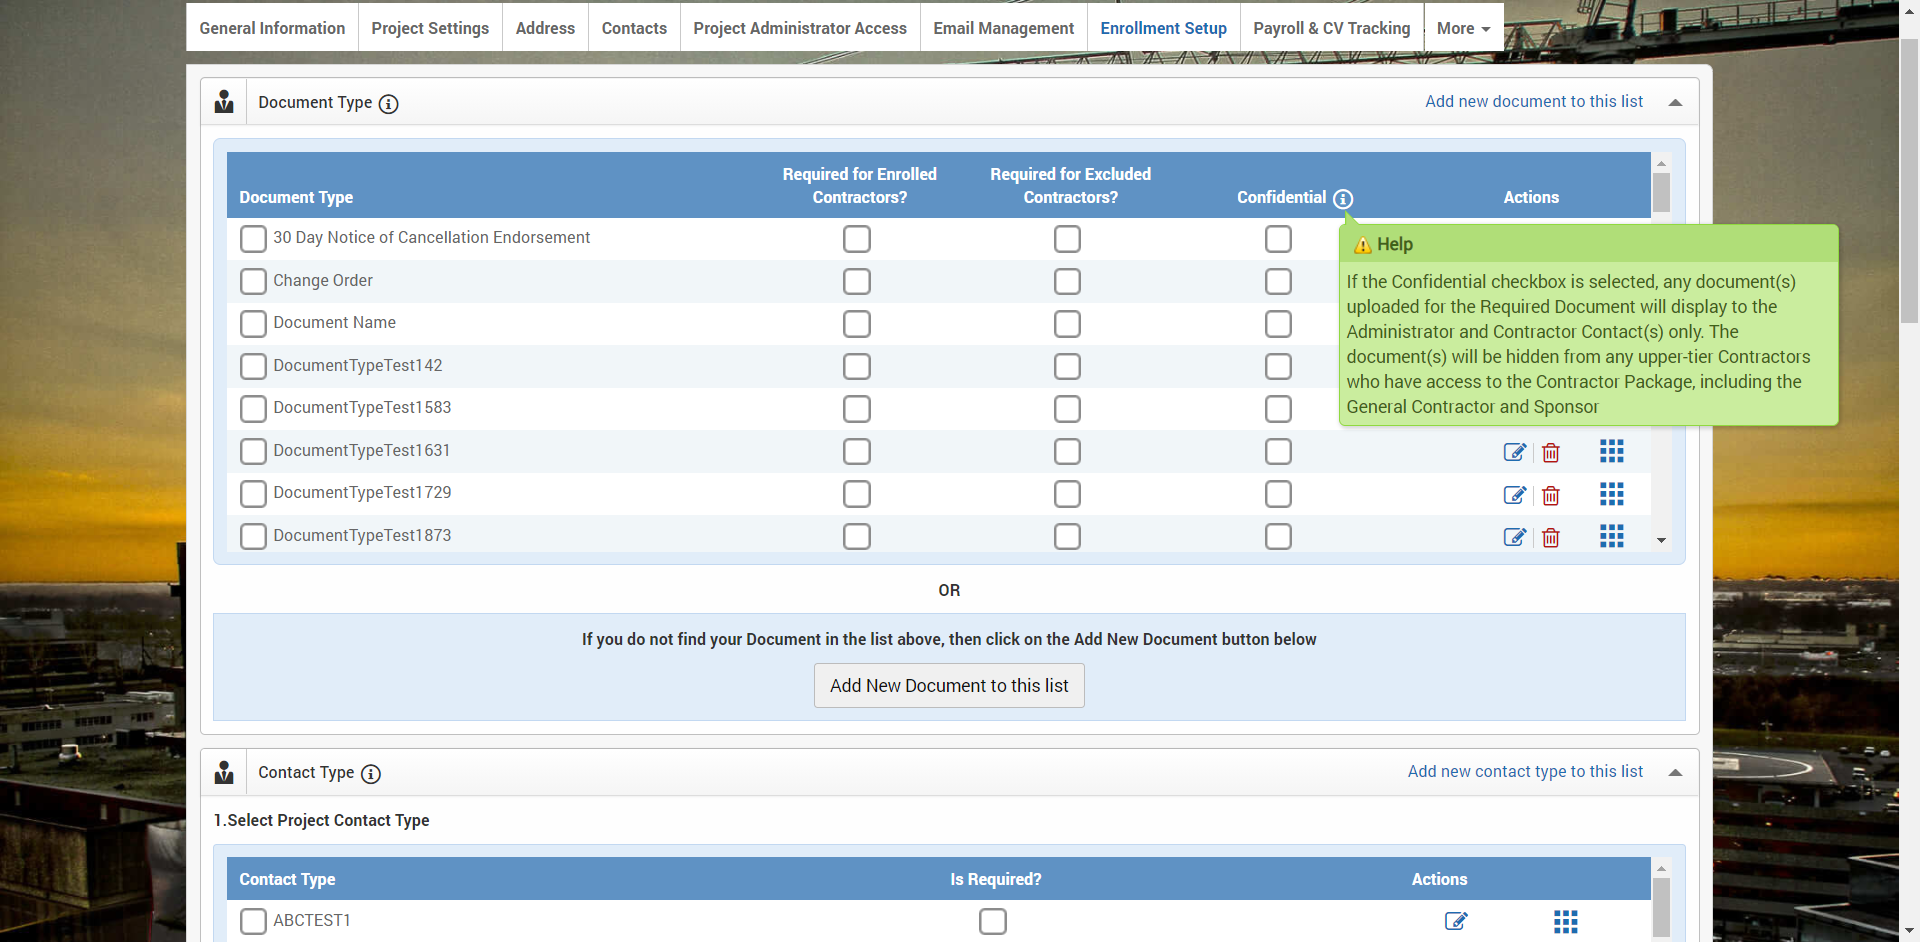 General Information
Project Settings
Address
Contacts
Project Administrator Access
Email Management
Enrollment Setup
Payroll & CV Tracking
More
Document Type
Add new document to this list
Document Type
Required for Enrolled
Contractors?
Required for Excluded
Contractors?
Confidential
Actions
30 Day Notice of Cancellation Endorsement
Change Order
Document Name
DocumentTypeTest142
DocumentTypeTest1583
DocumentTypeTest1631
DocumentTypeTest1729
DocumentTypeTest1873
Help
If the Confidential checkbox is selected, any document(s)
uploaded for the Required Document will display to the
Administrator and Contractor Contact(s) only. The
document(s) will be hidden from any upper-tier Contractors
who have access to the Contractor Package, including the
General Contractor and Sponsor
OR
If you do not find your Document in the list above, then click on the Add New Document button below
Add New Document to this list
Contact Type
Add new contact type to this list
1.Select Project Contact Type
Contact Type
Is Required?
Actions
ABCTEST1